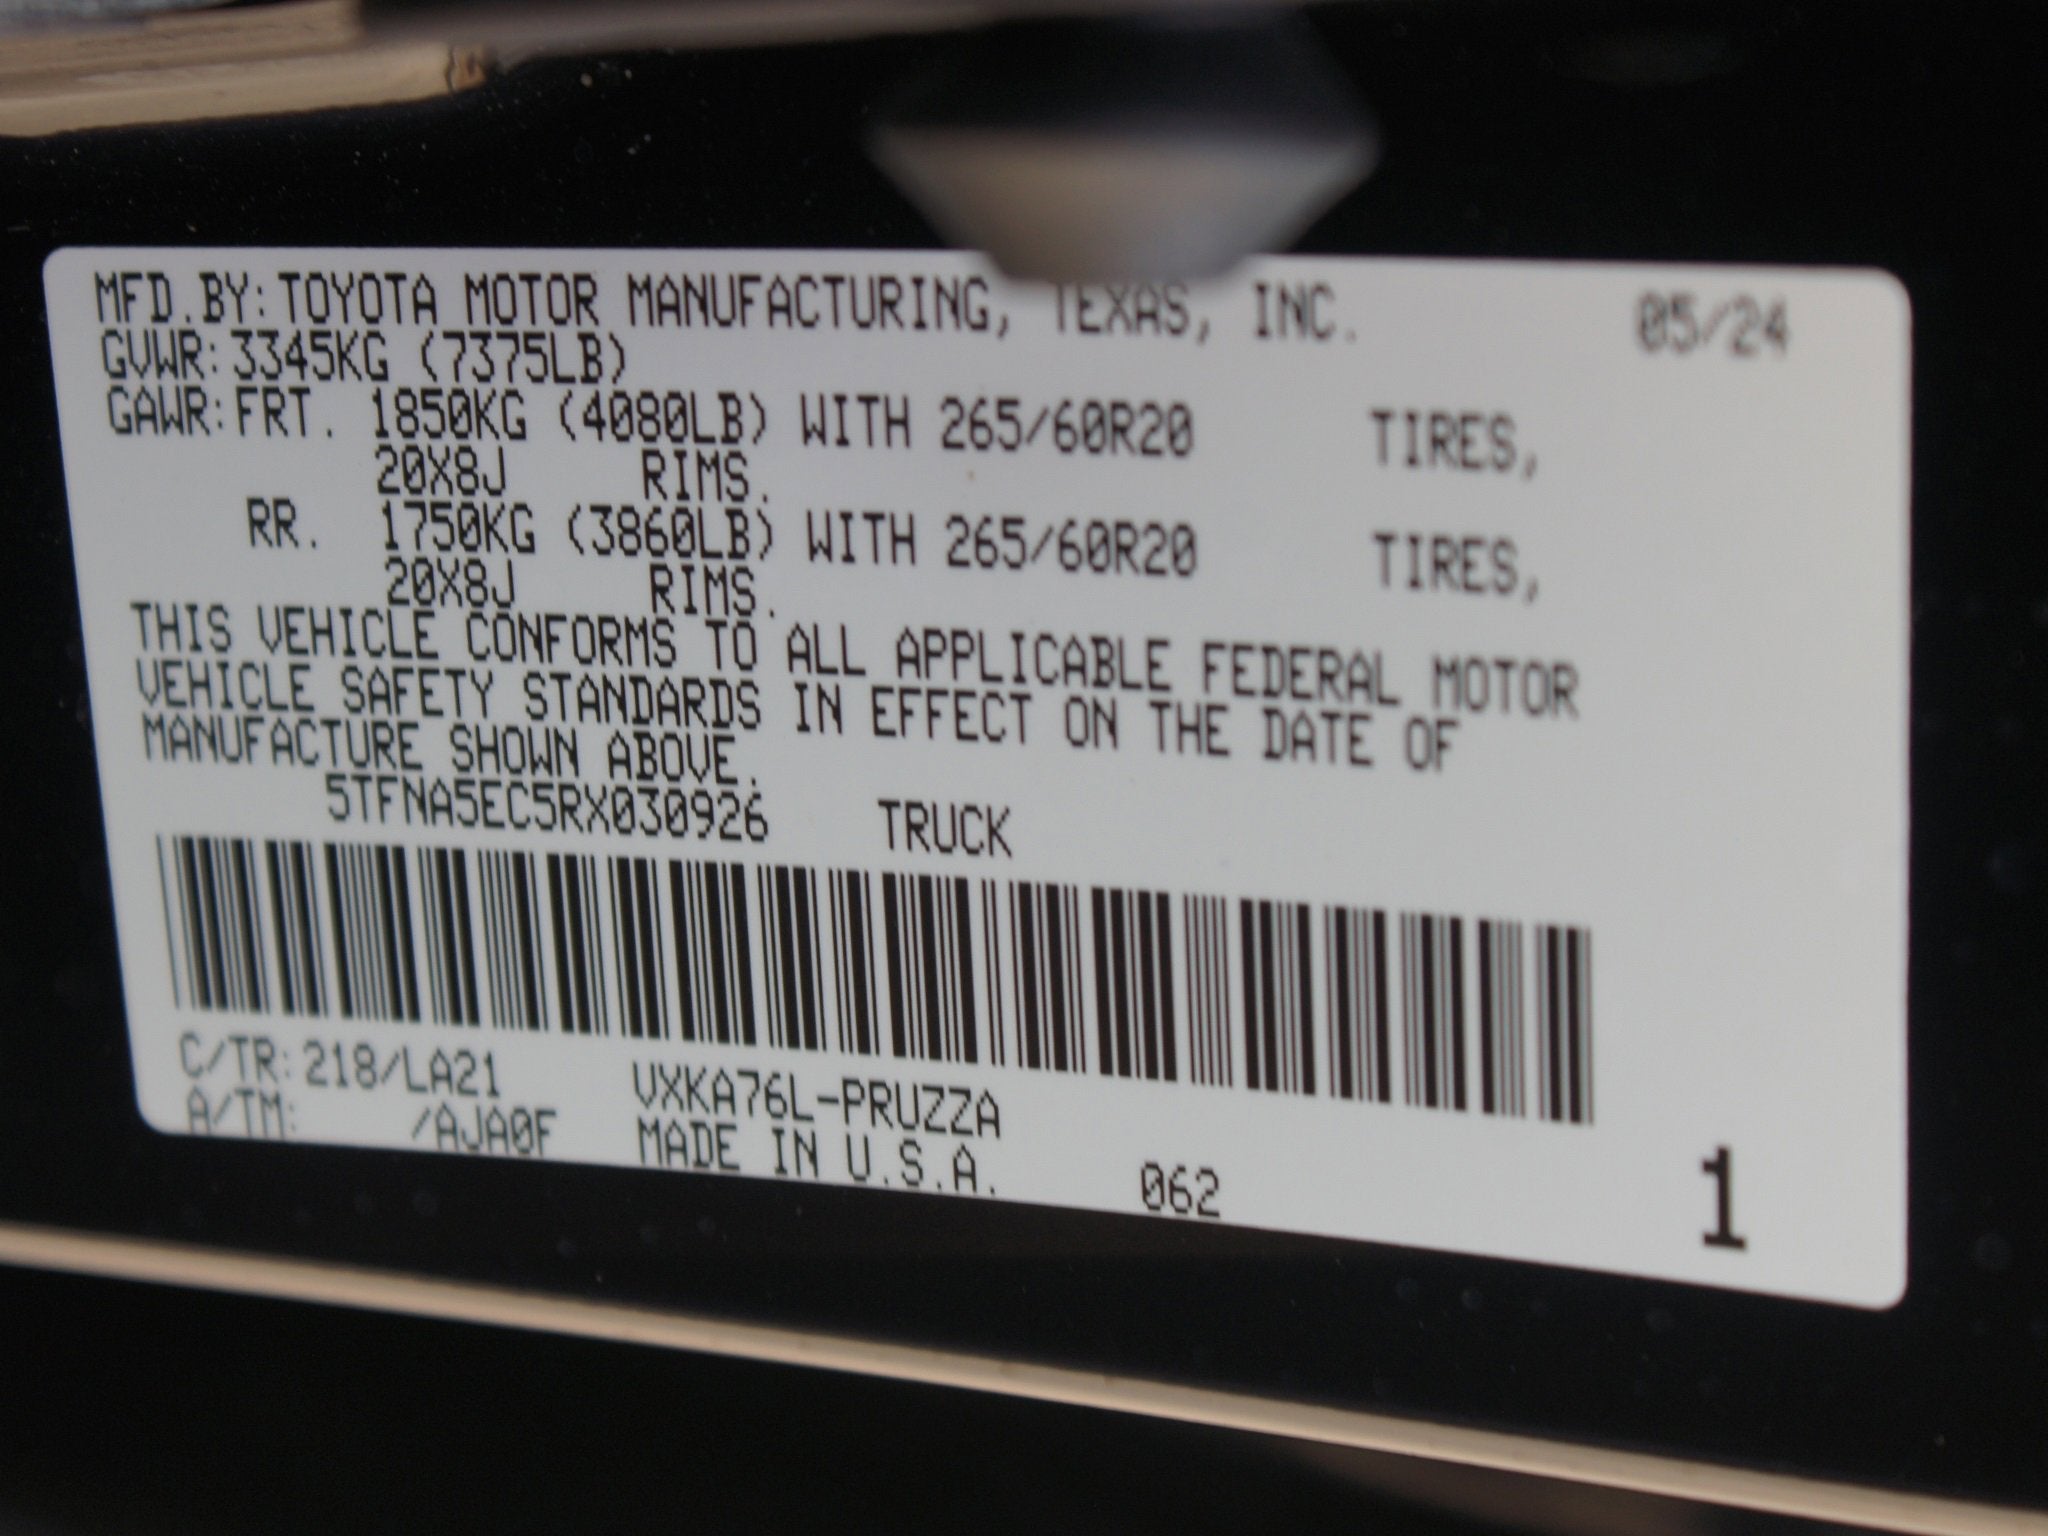 MFD.BY:TOYOTA MOTOR MANUFACTURING, TEXAS, INC. 05/24
GVWR:3345KG (7375LB)
GAWR:FRT. 1850KG (4080LB) WITH 265/60R20 TIRES,
20X8J RIMS.
RR. 1750KG (3860LB) WITH 265/60R20 TIRES,
20X8J RIMS.
THIS VEHICLE CONFORMS TO ALL APPLICABLE FEDERAL MOTOR
VEHICLE SAFETY STANDARDS IN EFFECT ON THE DATE OF
MANUFACTURE SHOWN ABOVE.
5TFNA5EC5RX030926 TRUCK
C/TR:218/LA21 VXKA76L-PRUZZA
A/TM: /AJA0F MADE IN U.S.A. 062 1